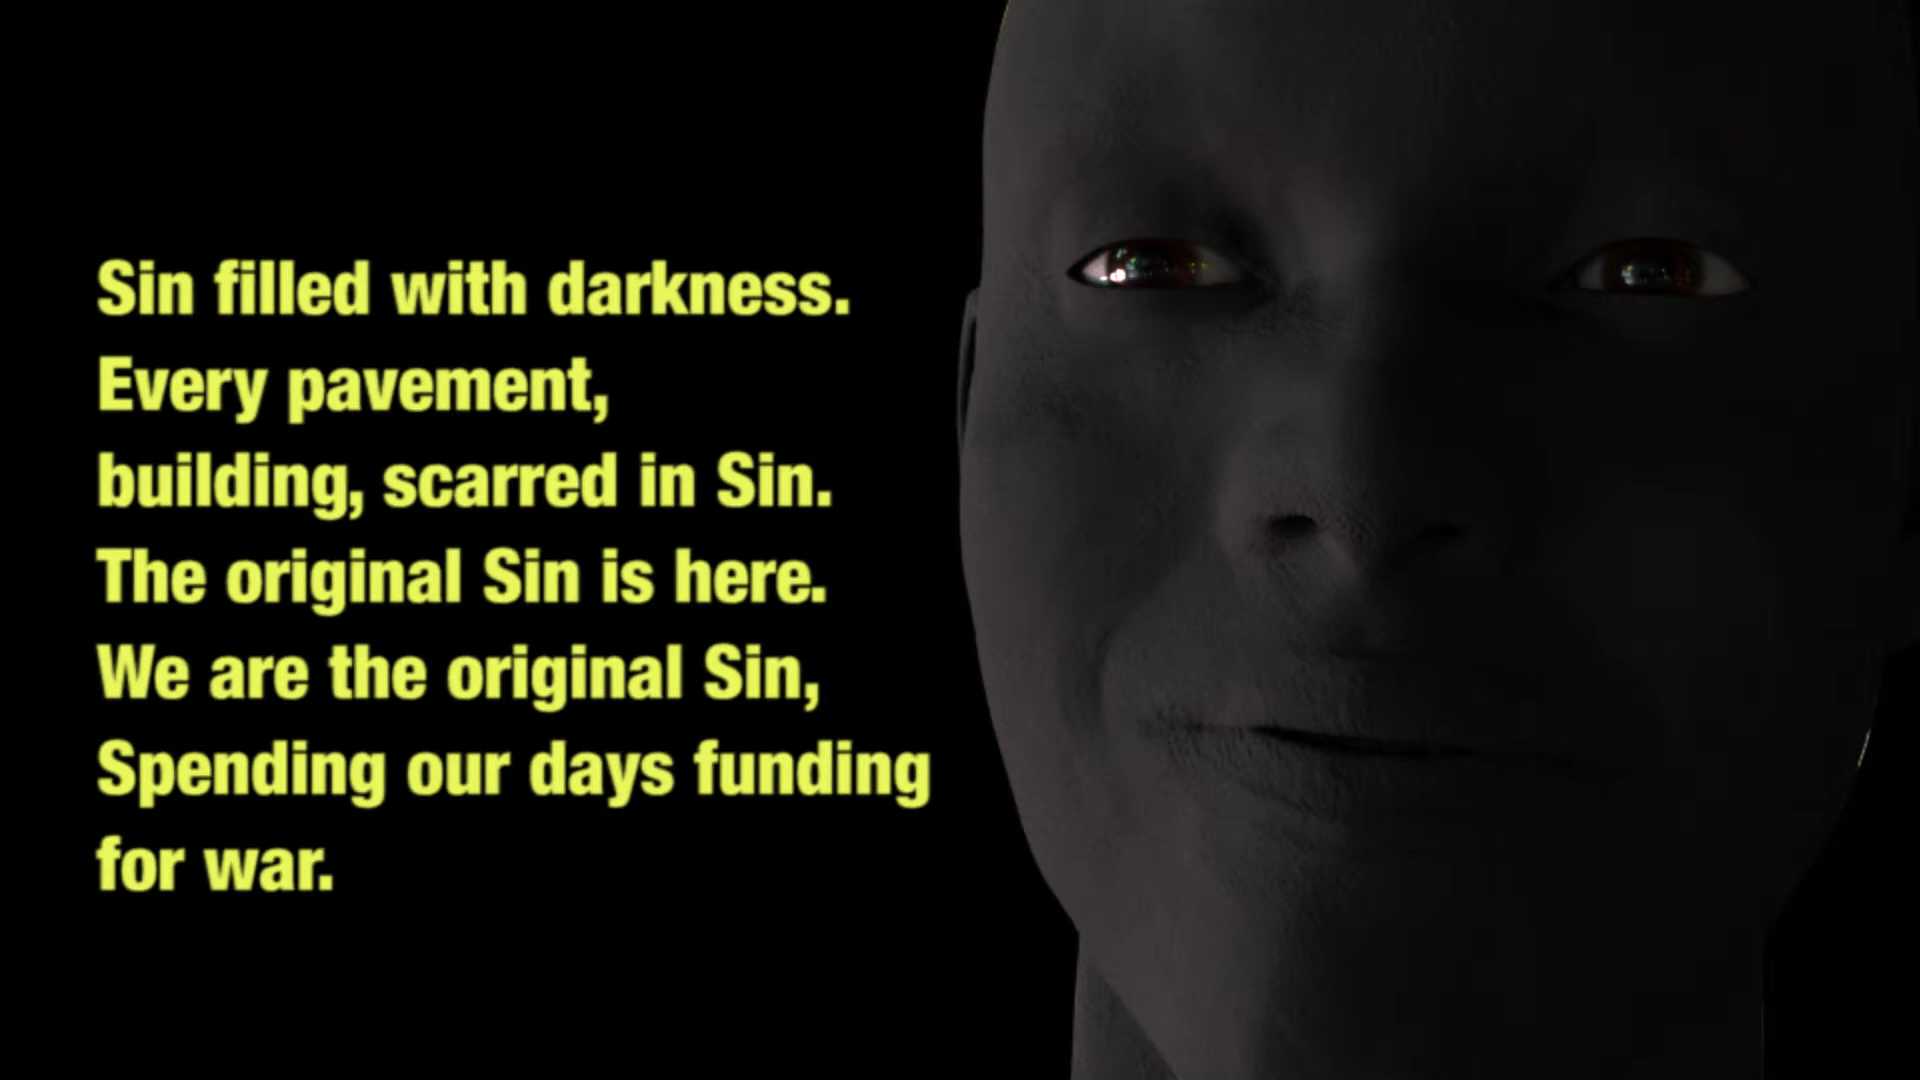 Sin filled with darkness.
Every pavement,
building, scarred in Sin.
The original Sin is here.
We are the original Sin,
Spending our days funding
for war.